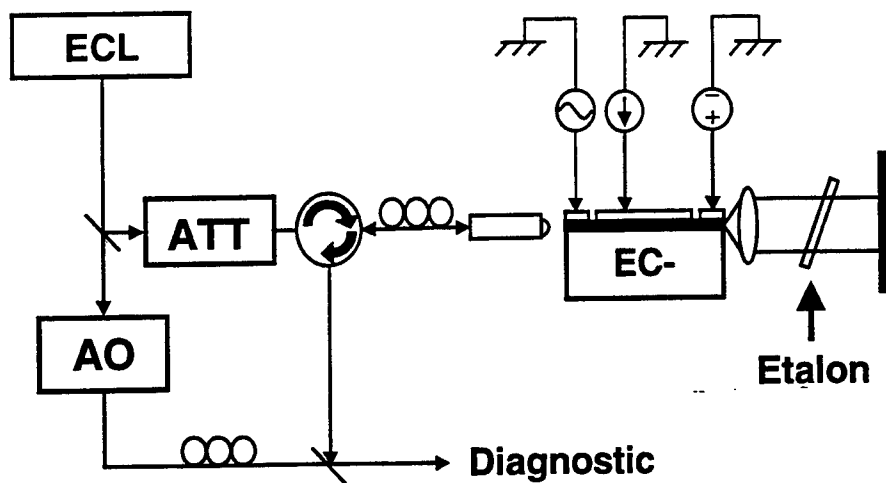 ECL
ATT
EC-
AO
Etalon
Diagnostic